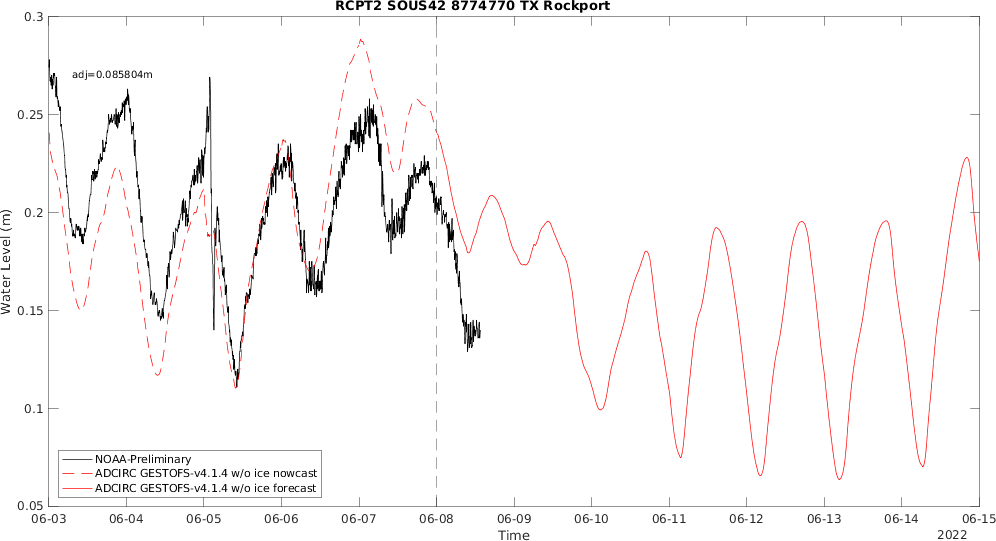 RCPT2 SOUS42 8774770 TX Rockport
0.3
adj=0.085804m
0.25
0.2
Water Level (m)
0.15
0.1
0.05
NOAA-Preliminary
ADCIRC GESTOFS-v4.1.4 w/o ice nowcast
ADCIRC GESTOFS-v4.1.4 w/o ice forecast
06-03 06-04 06-05 06-06 06-07 06-08 06-09 06-10 06-11 06-12 06-13 06-14 06-15
Time
2022